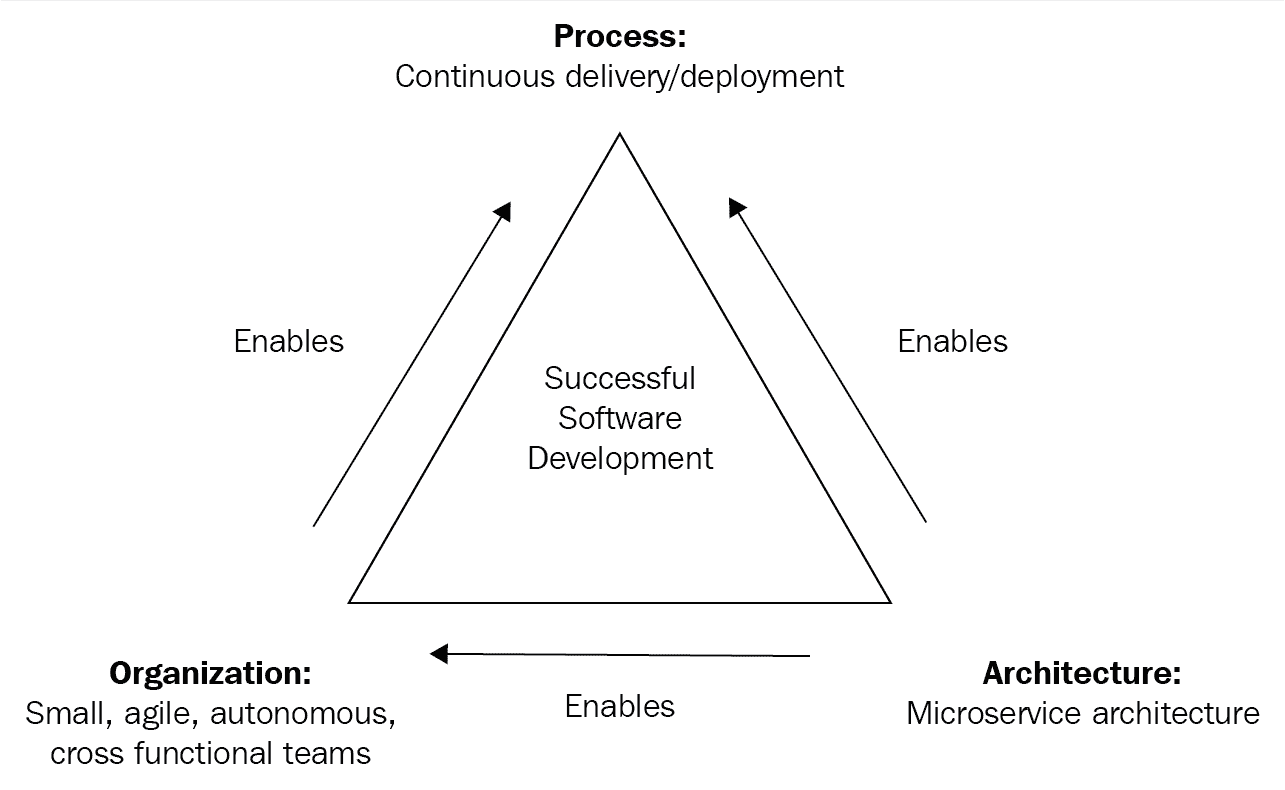 Process:
Continuous delivery/deployment
Enables
Enables
Successful
Software
Development
Enables
Organization:
Small, agile, autonomous,
cross functional teams
Architecture:
Microservice architecture